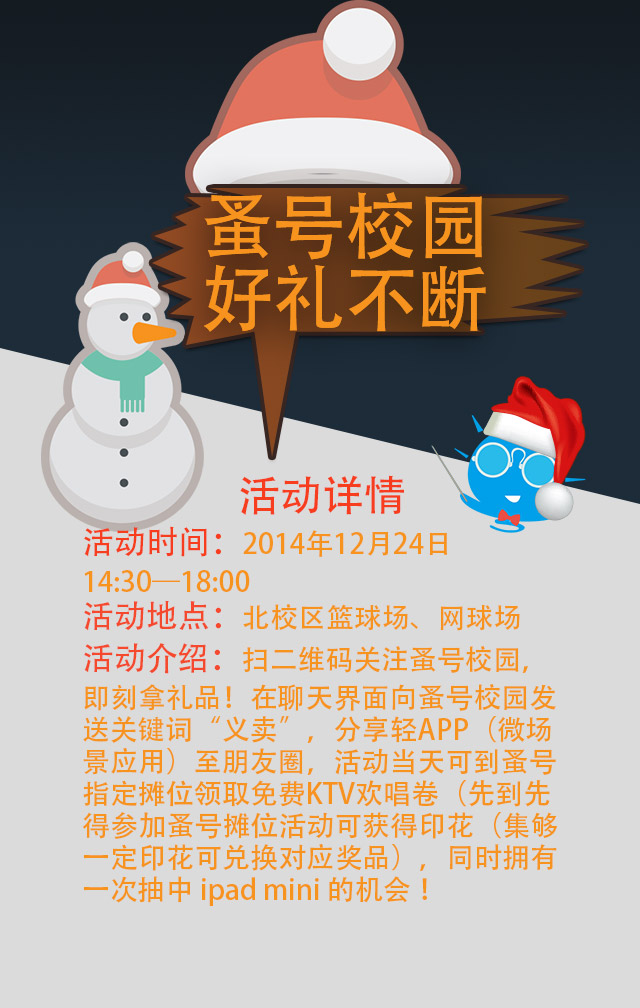 蚤号校园
好礼不断
活动详情
活动时间：2014年12月24日
14:30—18:00
活动地点：北校区篮球场、网球场
活动介绍：扫二维码关注蚤号校园，
即刻拿礼品！在聊天界面向蚤号校园发
送关键词“义卖”，分享轻APP（微场
景应用）至朋友圈，活动当天可到蚤号
指定摊位领取免费KTV欢唱卷（先到先
得参加蚤号摊位活动可获得印花（集够
一定印花可兑换对应奖品），同时拥有
一次抽中 ipad mini 的机会！